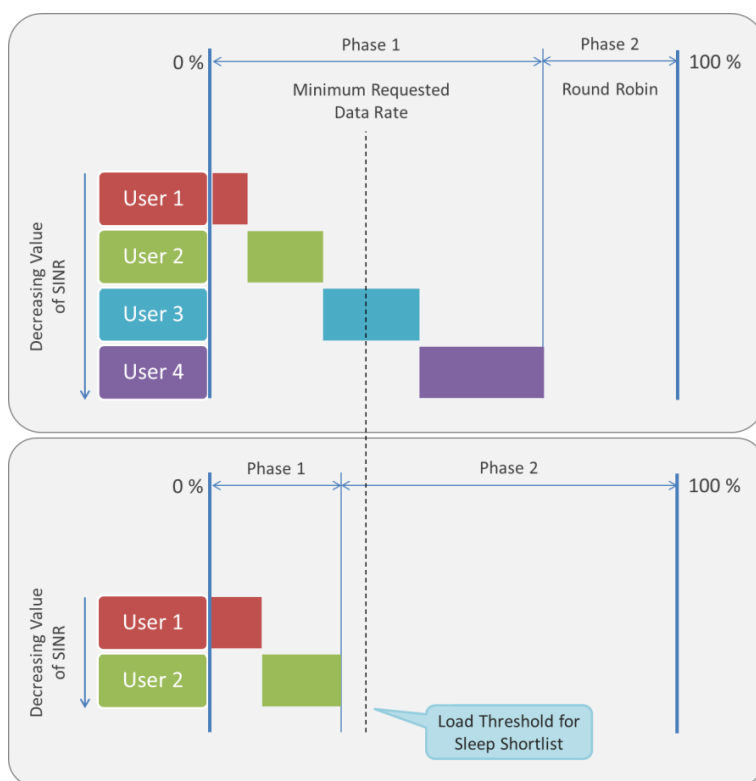 Phase 1
Phase 2
0 %
100 %
Minimum Requested
Data Rate
Round Robin
Decreasing Value
of SINR
User 1
User 2
User 3
User 4
Phase 1
Phase 2
0 %
100 %
Decreasing Value
of SINR
User 1
User 2
Load Threshold for
Sleep Shortlist